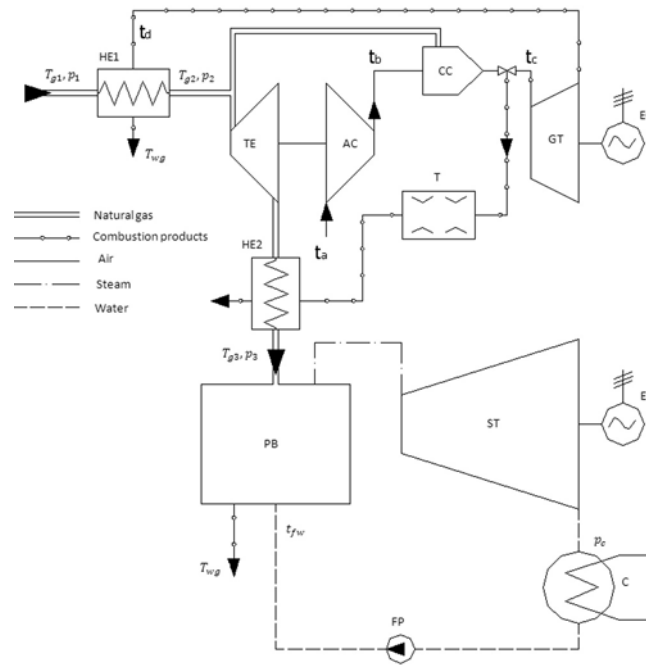 t_d
HE1
T_g1, p_1
T_g2, p_2
T_wg
TE
AC
t_b
CC
t_c
GT
E
T
t_a
Natural gas
Combustion products
Air
Steam
Water
HE2
T_g3, p_3
PB
ST
E
T_wg
t_fw
p_c
C
FP